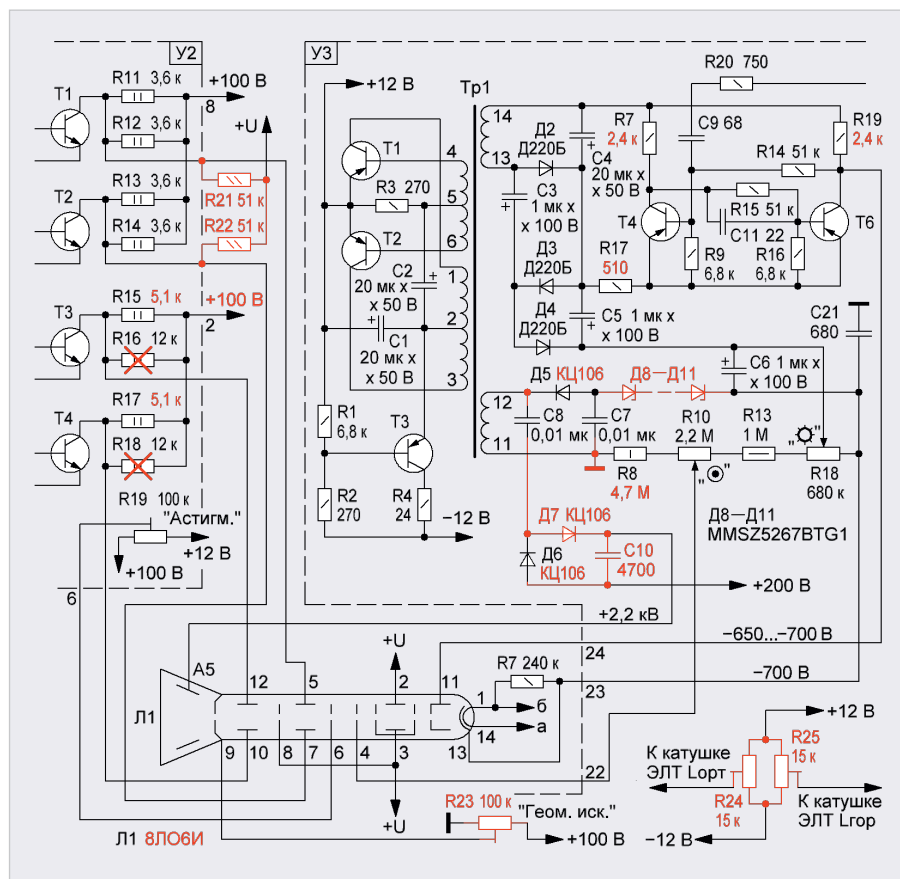 У2
У3
R11 3,6 к
+100 В
8
+U
T1
R12 3,6 к
R13 3,6 к
T2
R21 51 к
R22 51 к
R14 3,6 к
R15 5,1 к
+100 В
2
T3
R16 12 к
R17 5,1 к
T4
R18 12 к
R19 100 к
"Астигм."
+12 В
+100 В
6
+12 В
Тр1
T1
4
R3 270
5
T2
6
C2
20 мк х
х 50 В
1
2
C1
20 мк х
х 50 В
3
R1
6,8 к
T3
R2
270
R4
24
−12 В
14
13
Д2
Д220Б
C4
20 мк х
х 50 В
C3
1 мк х
х 100 В
Д3
Д220Б
R17
510
Д4
Д220Б
C5 1 мк х
х 100 В
R20 750
R7
2,4 к
C9 68
R19
2,4 к
R14 51 к
R15 51 к
C11 22
T4
T6
R9
6,8 к
R16
6,8 к
C21
680
C6 1 мк х
х 100 В
12
11
Д5 КЦ106
Д8—Д11
C8
0,01 мк
C7
0,01 мк
R10
2,2 М
R13
1 М
R8
4,7 М
R18
680 к
Д8—Д11
MMSZ5267BTG1
Д7 КЦ106
Д6
КЦ106
C10
4700
+200 В
+2,2 кВ
−650...−700 В
24
−700 В
23
R7 240 к
А5
Л1
12
5
+U
2
11
1
б
а
14
13
9
10
8
7
6
4
3
22
+U
R23 100 к
"Геом. иск."
+100 В
Л1 8ЛО6И
+12 В
R25
15 к
К катушке
ЭЛТ Lорт
R24
15 к
К катушке
ЭЛТ Lгор
−12 В